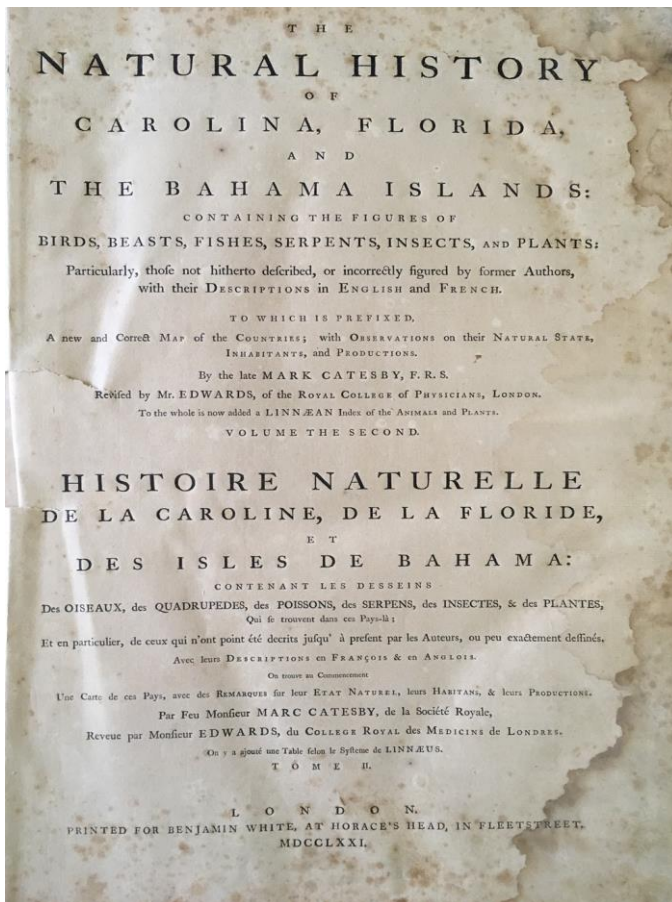 THE
NATURAL HISTORY
OF
CAROLINA, FLORIDA,
AND
THE BAHAMA ISLANDS:
CONTAINING THE FIGURES OF
BIRDS, BEASTS, FISHES, SERPENTS, INSECTS, AND PLANTS:
Particularly, thoſe not hitherto deſcribed, or incorrectly figured by former Authors,
with their DESCRIPTIONS in ENGLISH and FRENCH.
TO WHICH IS PREFIXED,
A new and Correct MAP of the COUNTRIES; with OBSERVATIONS on their NATURAL STATE,
INHABITANTS, and PRODUCTIONS.
By the late MARK CATESBY, F.R.S.
Reviſed by Mr. EDWARDS, of the ROYAL COLLEGE of PHYSICIANS, LONDON.
To the whole is now added a LINNÆAN Index of the ANIMALS and PLANTS.
VOLUME THE SECOND.
HISTOIRE NATURELLE
DE LA CAROLINE, DE LA FLORIDE,
ET
DES ISLES DE BAHAMA:
CONTENANT LES DESSEINS
Des OISEAUX, des QUADRUPEDES, des POISSONS, des SERPENS, des INSECTES, & des PLANTES,
Qui ſe trouvent dans ces Pays-là;
Et en particulier, de ceux qui n'ont point été decrits juſqu' à preſent par les Auteurs, ou peu exactement deſſinés,
Avec leurs DESCRIPTIONS en FRANÇOIS & en ANGLOIS.
On trouve au Commencement
Une Carte de ces Pays, avec des REMARQUES ſur leur ETAT NATUREL, leurs HABITANS, & leurs PRODUCTIONS.
Par Feu Monſieur MARC CATESBY, de la Société Royale,
Reveue par Monſieur EDWARDS, du COLLEGE ROYAL des MEDICINS de LONDRES.
On y a ajouté une Table ſelon le Syſteme de LINNÆUS.
TOME II.
LONDON,
PRINTED FOR BENJAMIN WHITE, AT HORACE'S HEAD, IN FLEETSTREET.
MDCCLXXI.